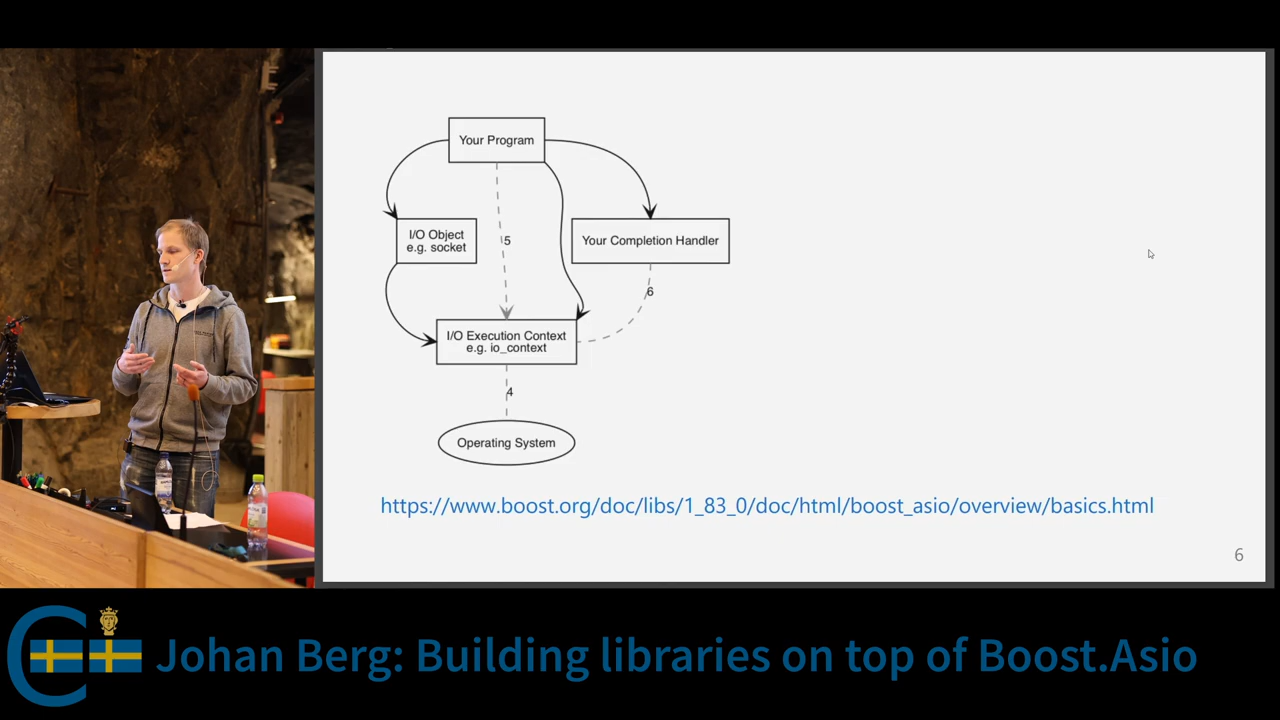 Your Program
I/O Object
e.g. socket
5
Your Completion Handler
6
I/O Execution Context
e.g. io_context
4
Operating System
https://www.boost.org/doc/libs/1_83_0/doc/html/boost_asio/overview/basics.html
6
Johan Berg: Building libraries on top of Boost.Asio